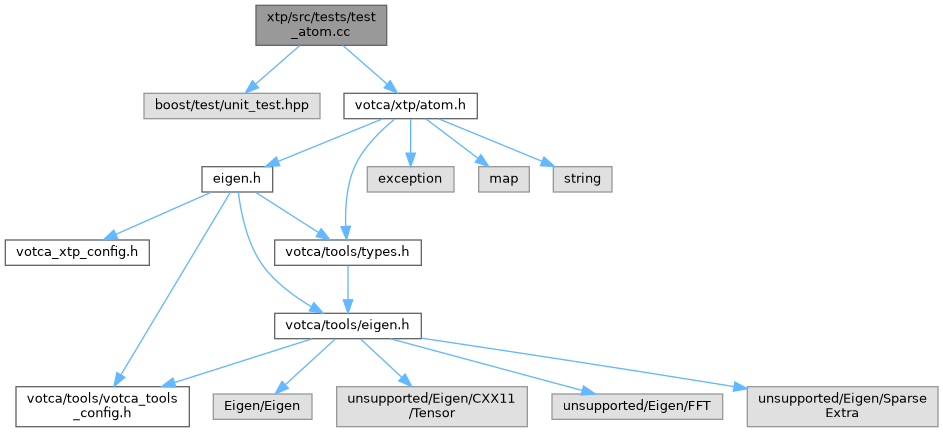 xtp/src/tests/test
_atom.cc
boost/test/unit_test.hpp
votca/xtp/atom.h
eigen.h
exception
map
string
votca_xtp_config.h
votca/tools/types.h
votca/tools/eigen.h
votca/tools/votca_tools
_config.h
Eigen/Eigen
unsupported/Eigen/CXX11
/Tensor
unsupported/Eigen/FFT
unsupported/Eigen/Sparse
Extra